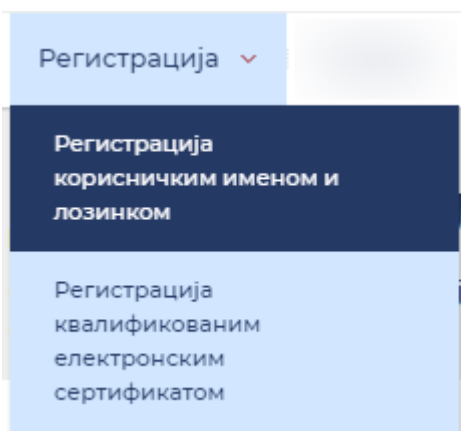 Регистрација
Регистрација
корисничким именом и
лозинком
Регистрација
квалификованим
електронским
сертификатом